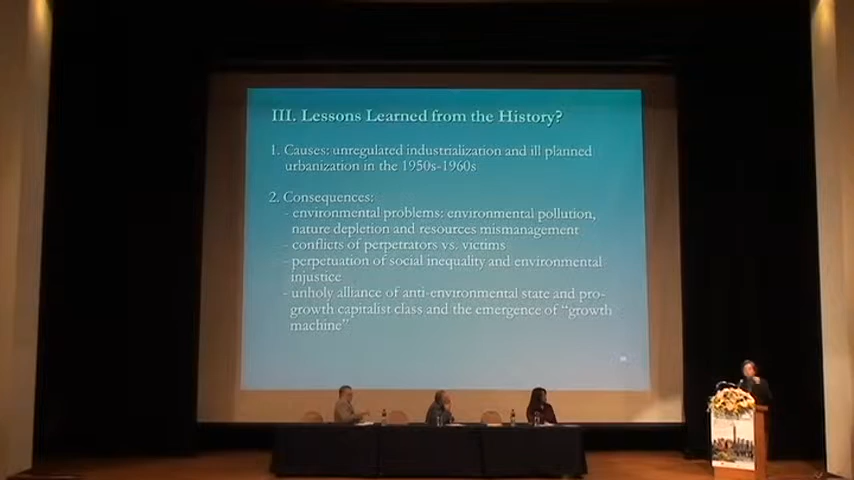 III. Lessons Learned from the History?
1. Causes: unregulated industrialization and ill planned
urbanization in the 1950s-1960s
2. Consequences:
- environmental problems: environmental pollution,
nature depletion and resources mismanagement
- conflicts of perpetrators vs. victims
- perpetuation of social inequality and environmental
injustice
- unholy alliance of anti-environmental state and pro-
growth capitalist class and the emergence of “growth
machine”